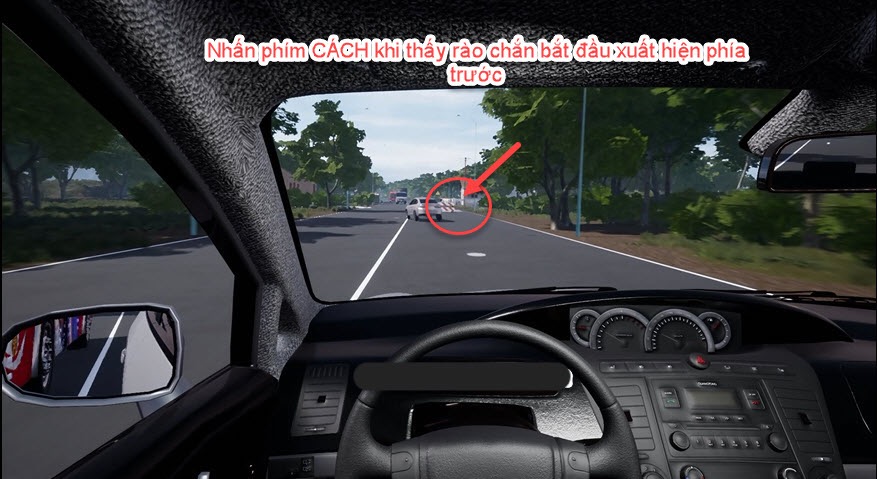 Nhấn phím CÁCH khi thấy rào chắn bắt đầu xuất hiện phía
trước